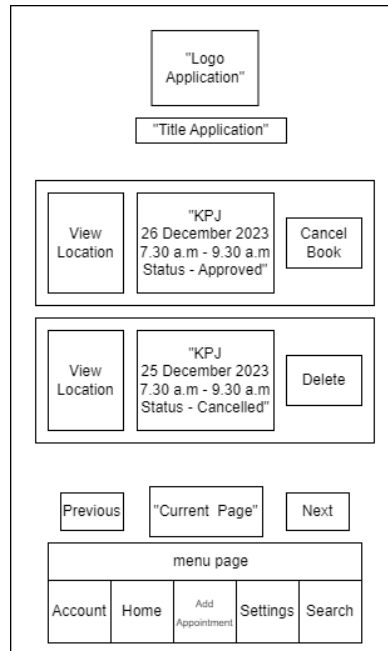 "Logo
Application"
"Title Application"
View
Location
"KPJ
26 December 2023
7.30 a.m - 9.30 a.m
Status - Approved"
Cancel
Book
View
Location
"KPJ
25 December 2023
7.30 a.m - 9.30 a.m
Status - Cancelled"
Delete
Previous
"Current Page"
Next
menu page
Account
Home
Add
Appointment
Settings
Search